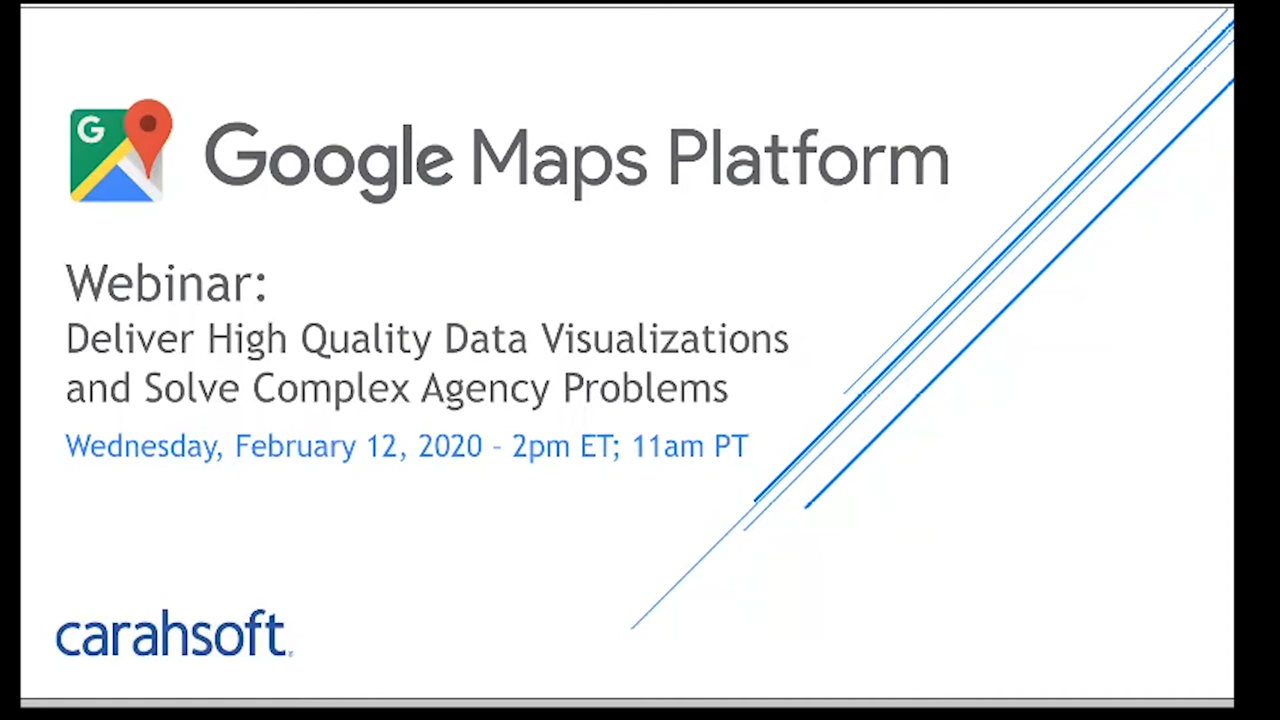 G
Google Maps Platform
Webinar:
Deliver High Quality Data Visualizations
and Solve Complex Agency Problems
Wednesday, February 12, 2020 - 2pm ET; 11am PT
carahsoft.